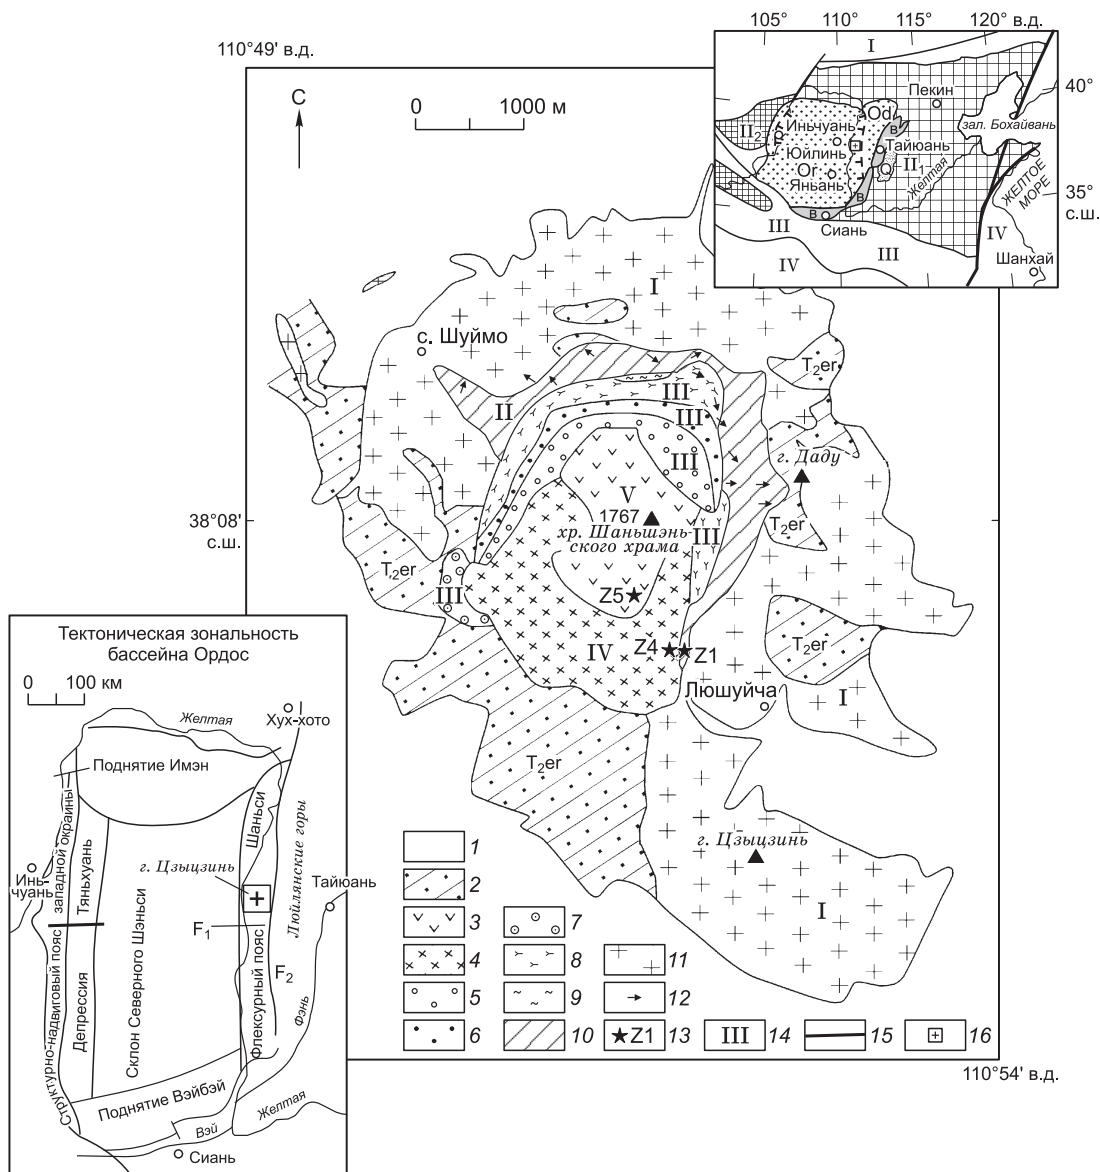 110°49' в.д.
С
0 1000 м
105° 110° 115° 120° в.д.
I
40°
Пекин
Od
зал. Бохайвань
II₂
Иньчуань
в
Тайюань
Юйлинь
Or
II₁
Q
Яньань
Желтая
ЖЕЛТОЕ
МОРЕ
35°
с.ш.
в
в
Сиань
III
III
IV
IV
Шанхай
I
с. Шуймо
T₂er
III
II
III
III
г. Даду
V
1767
38°08'
с.ш.
хр. Шаньшэнь-
ского храма
III
T₂er
T₂er
III
Z5
T₂er
IV
Z4
Z1
Люшуйча
I
T₂er
г. Цзыцзинь
I
Тектоническая зональность
бассейна Ордос
0 100 км
Желтая
Хух-хото
Поднятие Имэн
Шаньси
Люйлянские горы
западной окраины
Тяньхуань
г. Цзыцзинь
Инь-
чуань
Тайюань
F₁
Структурно-надвиговый пояс
Депрессия
Склон Северного Шэньси
Флексурный пояс
F₂
Фэнь
Поднятие Вэйбэй
Желтая
Вэй
Сиань
1
2
3 7
4 8 11
5 9 12
6 10 Z1 13 III 14 15 16
110°54' в.д.